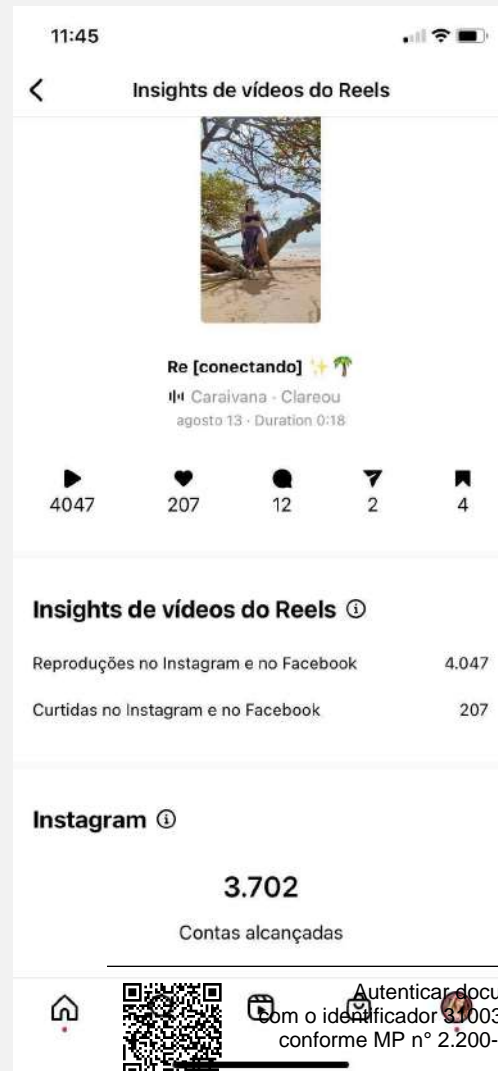 11:45
Insights de vídeos do Reels
Re [conectando] ✨🌴
Caraivana - Clareou
agosto 13 · Duration 0:18
4047 207 12 2 4
Insights de vídeos do Reels
Reproduções no Instagram e no Facebook 4.047
Curtidas no Instagram e no Facebook 207
Instagram
3.702
Contas alcançadas
Autenticar docu
com o identificador 31003
conforme MP n° 2.200-